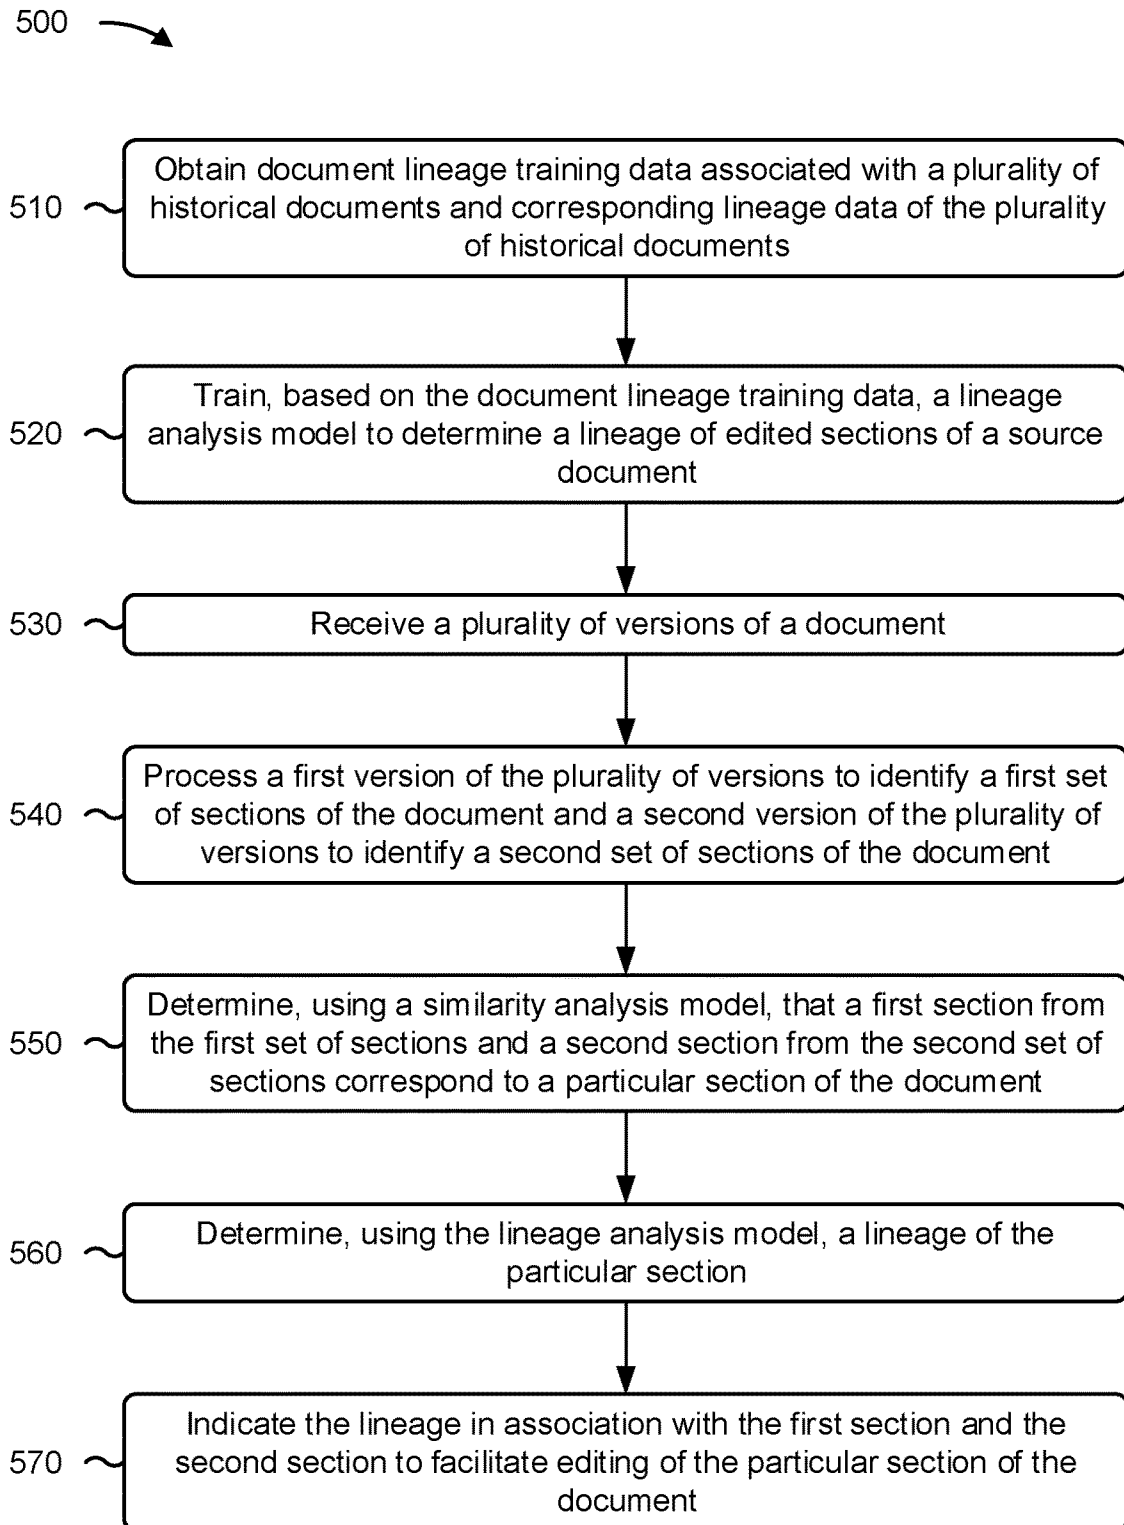 500
Obtain document lineage training data associated with a plurality of
510
historical documents and corresponding lineage data of the plurality
of historical documents
Train, based on the document lineage training data, a lineage
520
analysis model to determine a lineage of edited sections of a source
document
530
Receive a plurality of versions of a document
Process a first version of the plurality of versions to identify a first set
540
of sections of the document and a second version of the plurality of
versions to identify a second set of sections of the document
Determine, using a similarity analysis model, that a first section from
550
the first set of sections and a second section from the second set of
sections correspond to a particular section of the document
560
Determine, using the lineage analysis model, a lineage of the
particular section
Indicate the lineage in association with the first section and the
570
second section to facilitate editing of the particular section of the
document